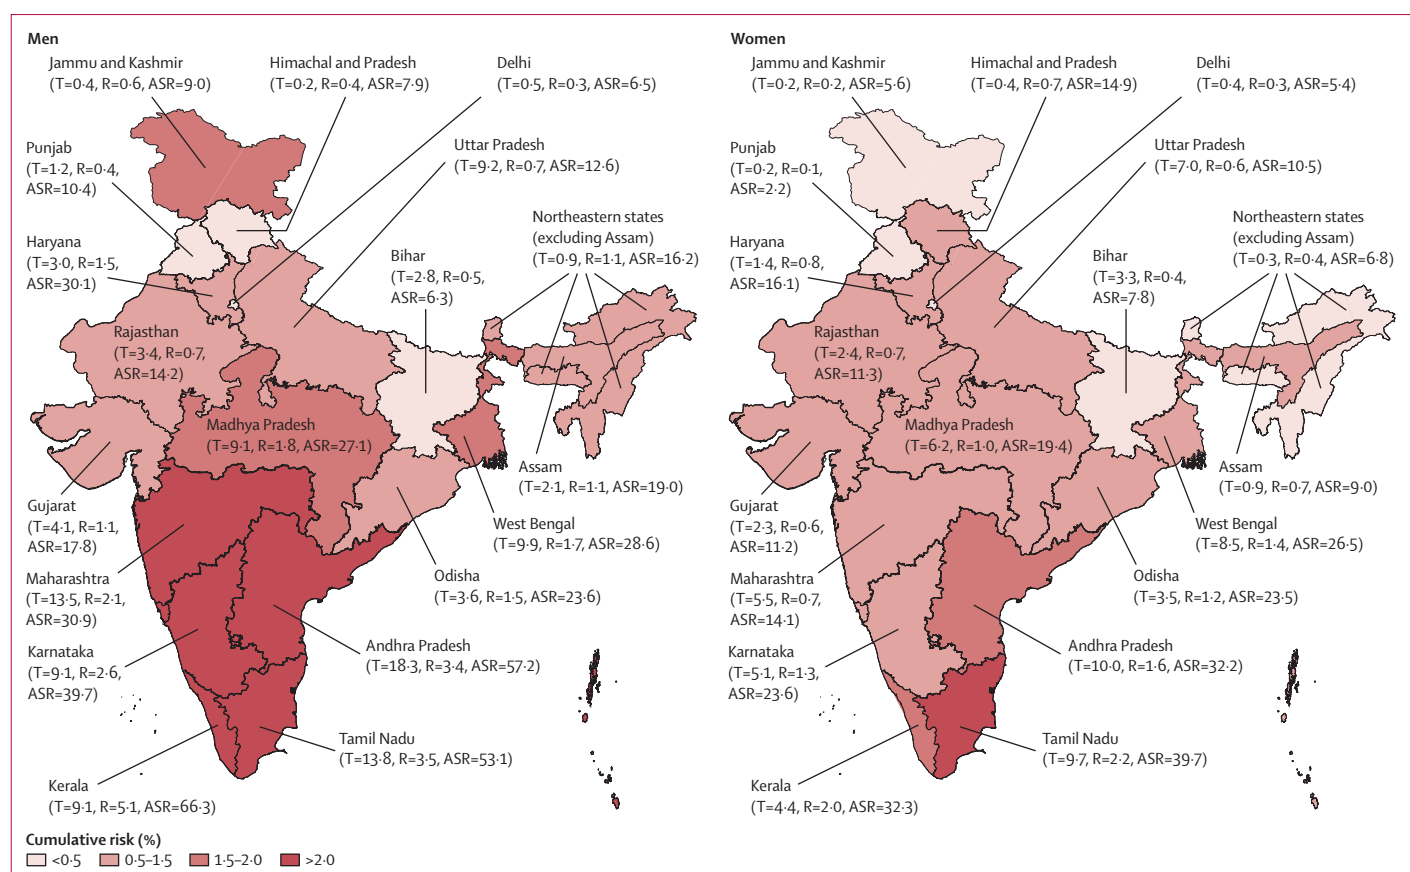 Men
Jammu and Kashmir
(T=0·4, R=0·6, ASR=9·0)
Himachal and Pradesh
(T=0·2, R=0·4, ASR=7·9)
Delhi
(T=0·5, R=0·3, ASR=6·5)
Punjab
(T=1·2, R=0·4,
ASR=10·4)
Uttar Pradesh
(T=9·2, R=0·7, ASR=12·6)
Haryana
(T=3·0, R=1·5,
ASR=30·1)
Bihar
(T=2·8, R=0·5,
ASR=6·3)
Northeastern states
(excluding Assam)
(T=0·9, R=1·1, ASR=16·2)
Rajasthan
(T=3·4, R=0·7,
ASR=14·2)
Madhya Pradesh
(T=9·1, R=1·8, ASR=27·1)
Assam
(T=2·1, R=1·1, ASR=19·0)
Gujarat
(T=4·1, R=1·1,
ASR=17·8)
West Bengal
(T=9·9, R=1·7, ASR=28·6)
Maharashtra
(T=13·5, R=2·1,
ASR=30·9)
Odisha
(T=3·6, R=1·5, ASR=23·6)
Karnataka
(T=9·1, R=2·6,
ASR=39·7)
Andhra Pradesh
(T=18·3, R=3·4, ASR=57·2)
Tamil Nadu
(T=13·8, R=3·5, ASR=53·1)
Kerala
(T=9·1, R=5·1, ASR=66·3)
Women
Jammu and Kashmir
(T=0·2, R=0·2, ASR=5·6)
Himachal and Pradesh
(T=0·4, R=0·7, ASR=14·9)
Delhi
(T=0·4, R=0·3, ASR=5·4)
Punjab
(T=0·2, R=0·1,
ASR=2·2)
Uttar Pradesh
(T=7·0, R=0·6, ASR=10·5)
Haryana
(T=1·4, R=0·8,
ASR=16·1)
Bihar
(T=3·3, R=0·4,
ASR=7·8)
Northeastern states
(excluding Assam)
(T=0·3, R=0·4, ASR=6·8)
Rajasthan
(T=2·4, R=0·7,
ASR=11·3)
Madhya Pradesh
(T=6·2, R=1·0, ASR=19·4)
Assam
(T=0·9, R=0·7, ASR=9·0)
Gujarat
(T=2·3, R=0·6,
ASR=11·2)
West Bengal
(T=8·5, R=1·4, ASR=26·5)
Maharashtra
(T=5·5, R=0·7,
ASR=14·1)
Odisha
(T=3·5, R=1·2, ASR=23·5)
Karnataka
(T=5·1, R=1·3,
ASR=23·6)
Andhra Pradesh
(T=10·0, R=1·6, ASR=32·2)
Tamil Nadu
(T=9·7, R=2·2, ASR=39·7)
Kerala
(T=4·4, R=2·0, ASR=32·3)
Cumulative risk (%)
<0·5 0·5–1·5 1·5–2·0 >2·0